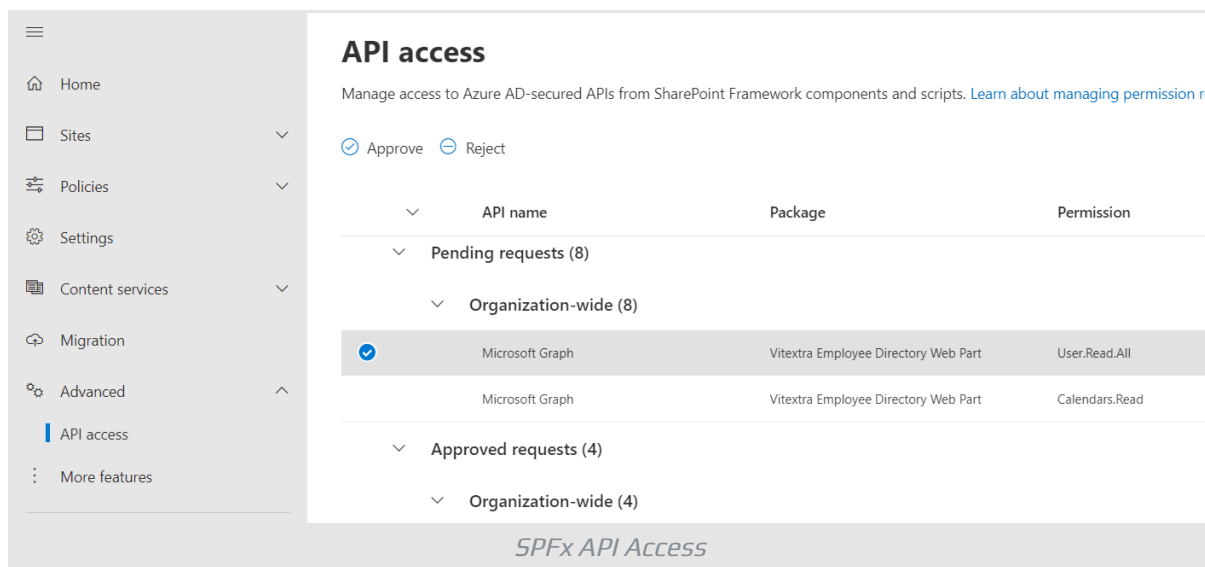 Home
Sites
Policies
Settings
Content services
Migration
Advanced
API access
More features
API access
Manage access to Azure AD-secured APIs from SharePoint Framework components and scripts. Learn about managing permission
Approve Reject
API name Package Permission
Pending requests (8)
Organization-wide (8)
Microsoft Graph Vitextra Employee Directory Web Part User.Read.All
Microsoft Graph Vitextra Employee Directory Web Part Calendars.Read
Approved requests (4)
Organization-wide (4)
SPFx API Access